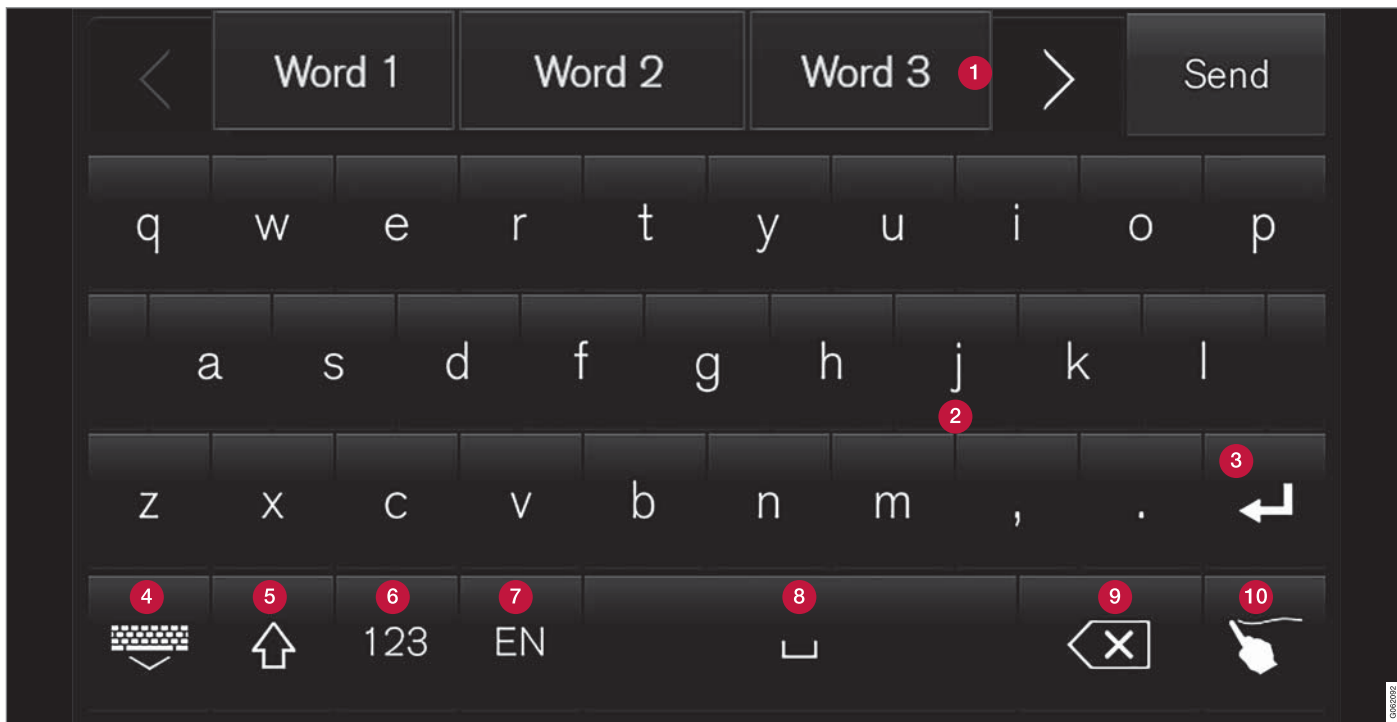 Word 1 Word 2 Word 3 1 Send
q w e r t y u i o p
a s d f g h j k l
2
3
z x c v b n m , .
4 5 6 7 8 9 10
123 EN
G062092